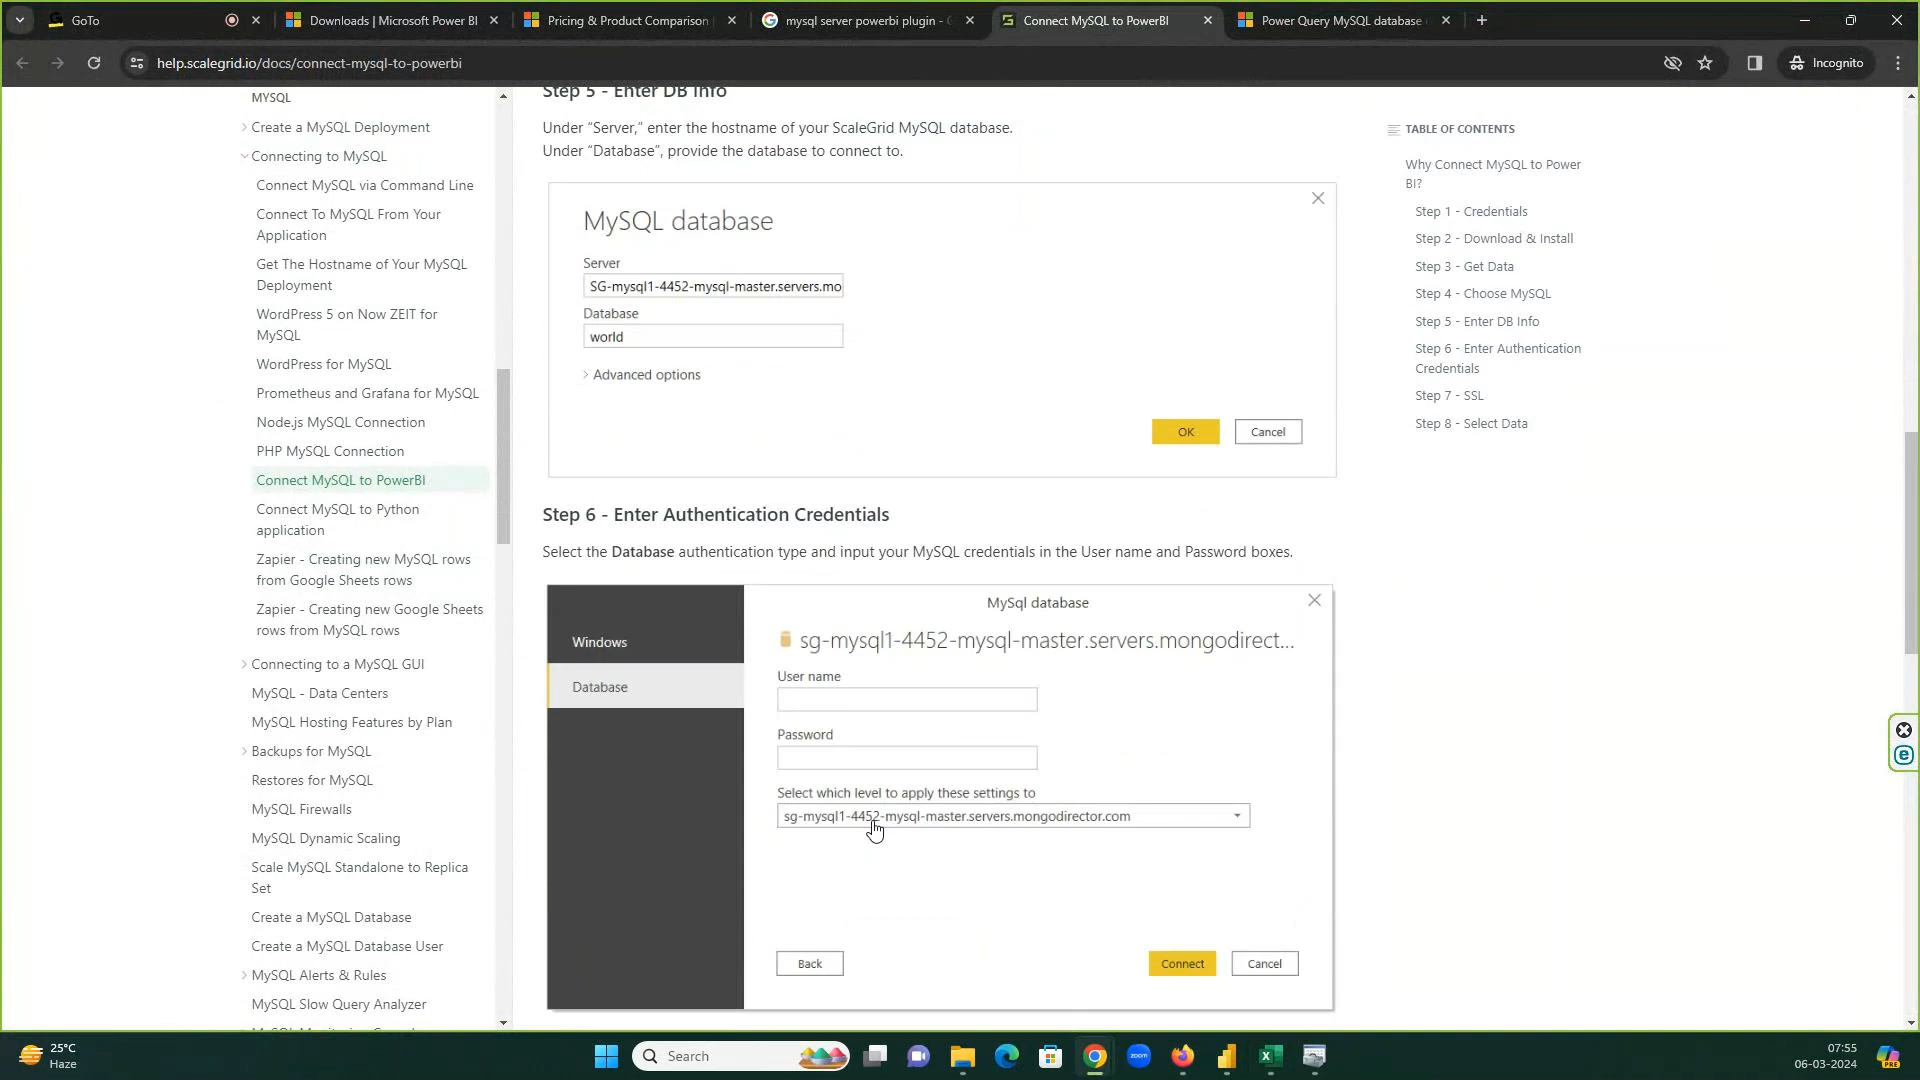 GoTo
Downloads | Microsoft Power BI
Pricing & Product Comparison
mysql server powerbi plugin -
Connect MySQL to PowerBI
Power Query MySQL database
help.scalegrid.io/docs/connect-mysql-to-powerbi
Incognito
MYSQL
Create a MySQL Deployment
Connecting to MySQL
Connect MySQL via Command Line
Connect To MySQL From Your
Application
Get The Hostname of Your MySQL
Deployment
WordPress 5 on Now ZEIT for
MySQL
WordPress for MySQL
Prometheus and Grafana for MySQL
Node.js MySQL Connection
PHP MySQL Connection
Connect MySQL to PowerBI
Connect MySQL to Python
application
Zapier - Creating new MySQL rows
from Google Sheets rows
Zapier - Creating new Google Sheets
rows from MySQL rows
Connecting to a MySQL GUI
MySQL - Data Centers
MySQL Hosting Features by Plan
Backups for MySQL
Restores for MySQL
MySQL Firewalls
MySQL Dynamic Scaling
Scale MySQL Standalone to Replica
Set
Create a MySQL Database
Create a MySQL Database User
MySQL Alerts & Rules
MySQL Slow Query Analyzer
Step 5 - Enter DB Info
Under “Server,” enter the hostname of your ScaleGrid MySQL database.
Under “Database”, provide the database to connect to.
MySQL database
Server
SG-mysql1-4452-mysql-master.servers.mo
Database
world
Advanced options
OK
Cancel
Step 6 - Enter Authentication Credentials
Select the Database authentication type and input your MySQL credentials in the User name and Password boxes.
MySql database
Windows
Database
sg-mysql1-4452-mysql-master.servers.mongodirect...
User name
Password
Select which level to apply these settings to
sg-mysql1-4452-mysql-master.servers.mongodirector.com
Back
Connect
Cancel
TABLE OF CONTENTS
Why Connect MySQL to Power
BI?
Step 1 - Credentials
Step 2 - Download & Install
Step 3 - Get Data
Step 4 - Choose MySQL
Step 5 - Enter DB Info
Step 6 - Enter Authentication
Credentials
Step 7 - SSL
Step 8 - Select Data
25°C
Haze
Search
zoom
07:55
06-03-2024
PRE